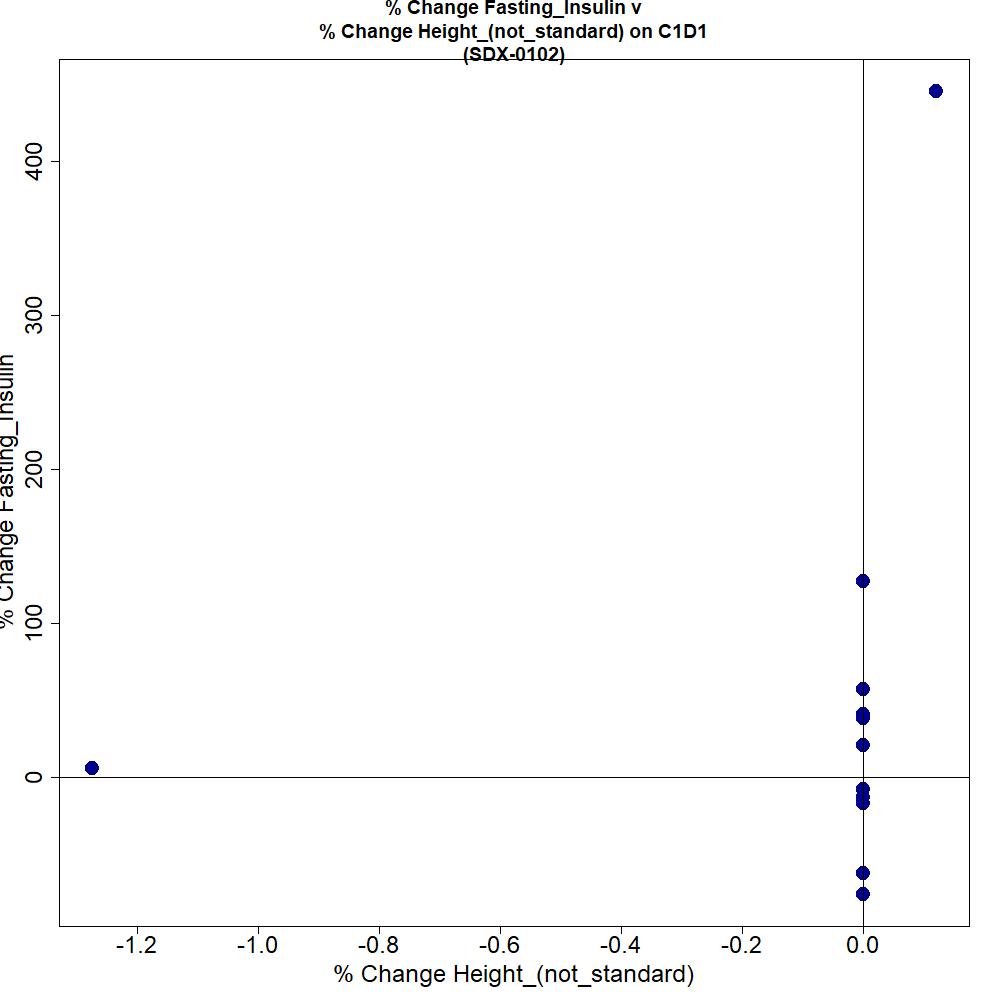 % Change Fasting_Insulin v
% Change Height_(not_standard) on C1D1
(SDX-0102)
% Change Fasting_Insulin
400
300
200
100
0
-1.2
-1.0
-0.8
-0.6
-0.4
-0.2
0.0
% Change Height_(not_standard)